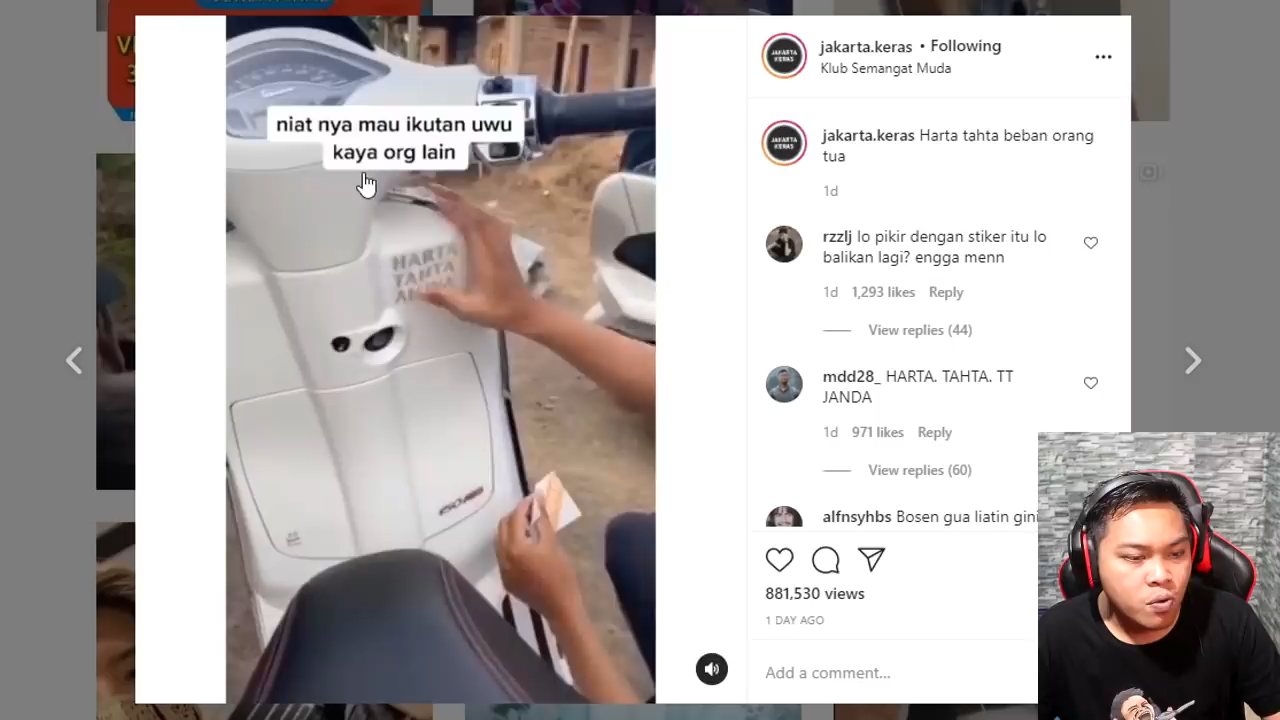 niat nya mau ikutan uwu
kaya org lain
HARTA
TAHTA
jakarta.keras • Following
Klub Semangat Muda
jakarta.keras Harta tahta beban orang
tua
1d
rzzlj lo pikir dengan stiker itu lo
balikan lagi? engga menn
1d 1,293 likes Reply
View replies (44)
mdd28_ HARTA. TAHTA. TT
JANDA
1d 971 likes Reply
View replies (60)
alfnsyhbs Bosen gua liatin gini
881,530 views
1 DAY AGO
Add a comment...